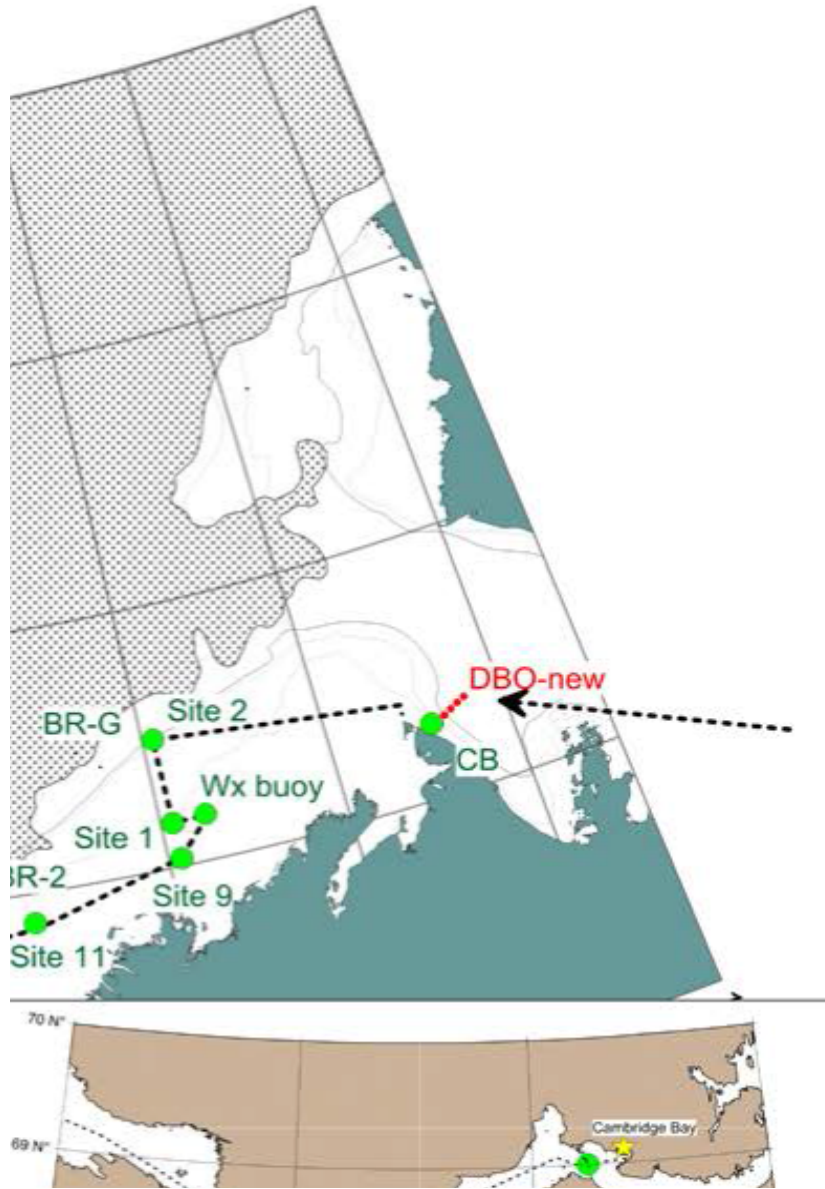 DBO-new
Site 2
BR-G
CB
Wx buoy
Site 1
BR-2
Site 9
Site 11
70 N°
Cambridge Bay
69 N°